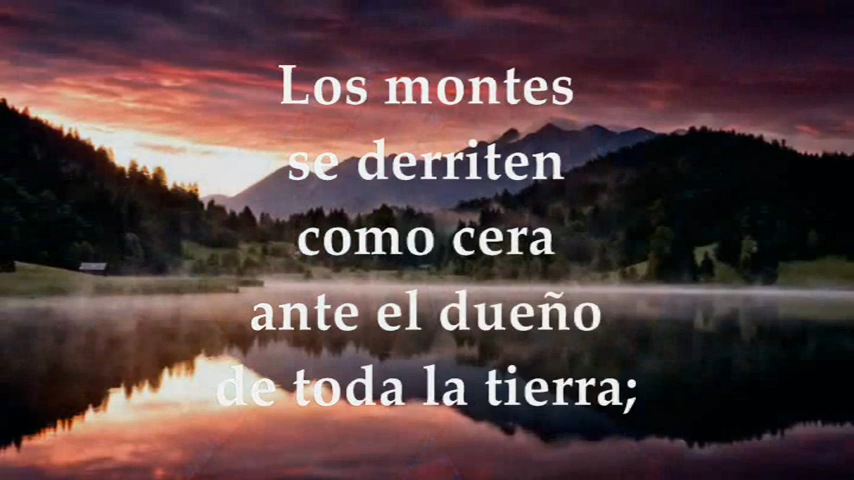 Los montes
se derriten
como cera
ante el dueño
de toda la tierra;